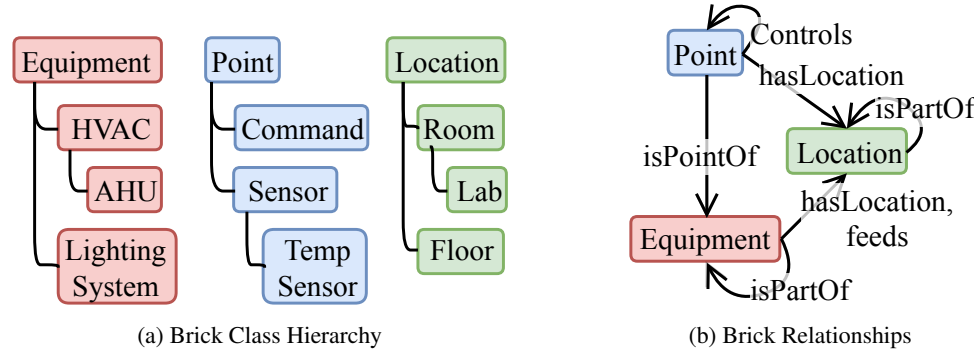 Equipment
HVAC
AHU
Lighting
System
Point
Command
Sensor
Temp
Sensor
Location
Room
Lab
Floor
(a) Brick Class Hierarchy
Point
Controls
hasLocation
isPartOf
Location
isPointOf
hasLocation,
feeds
Equipment
isPartOf
(b) Brick Relationships